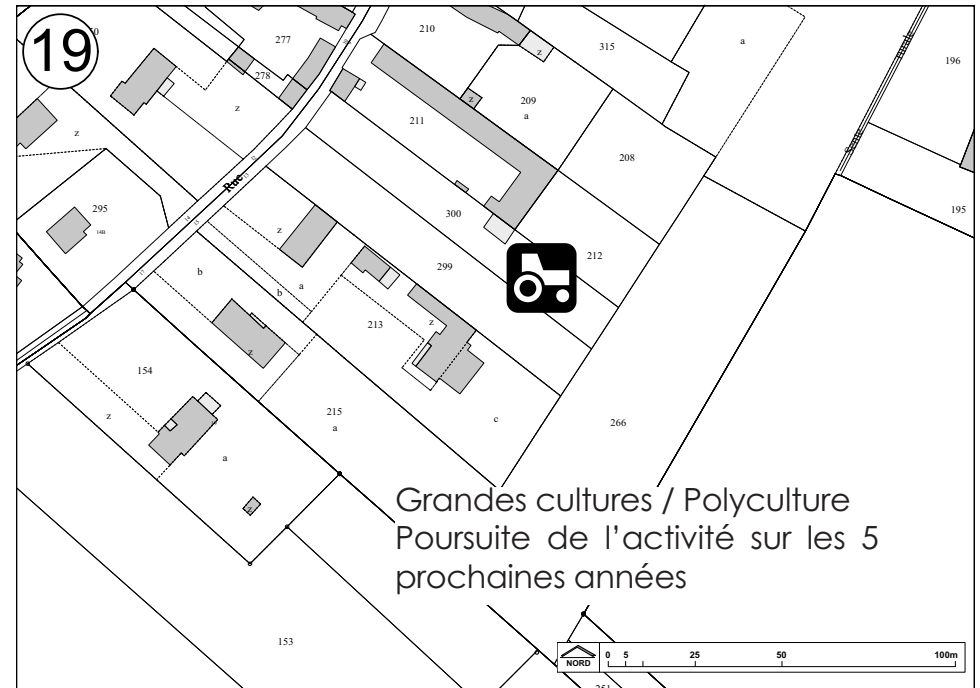 19
277
210
z
315
a
196
278
z
209
a
z
211
z
208
Rue
295
14B
300
195
z
299
212
a
b
b
z
213
z
154
215
a
c
266
z
a
z
Grandes cultures / Polyculture
Poursuite de l’activité sur les 5
prochaines années
153
NORD 0 5 25 50 100m